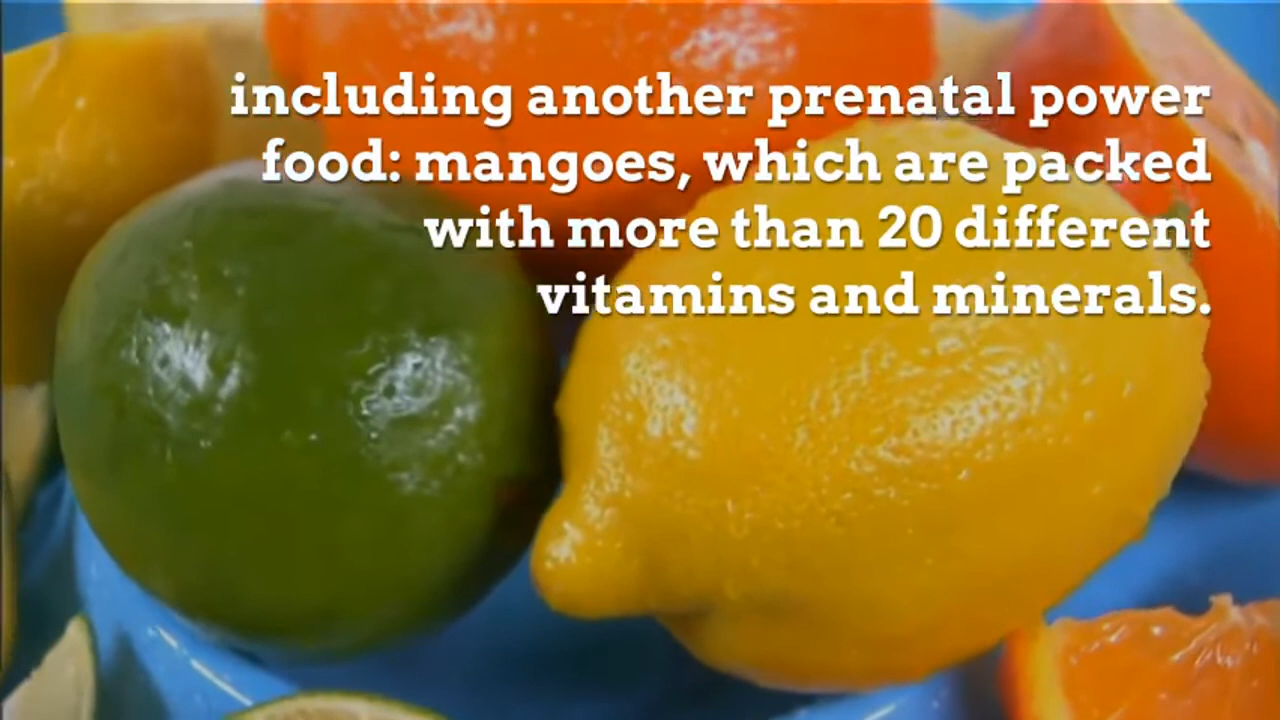 including another prenatal power
food: mangoes, which are packed
with more than 20 different
vitamins and minerals.